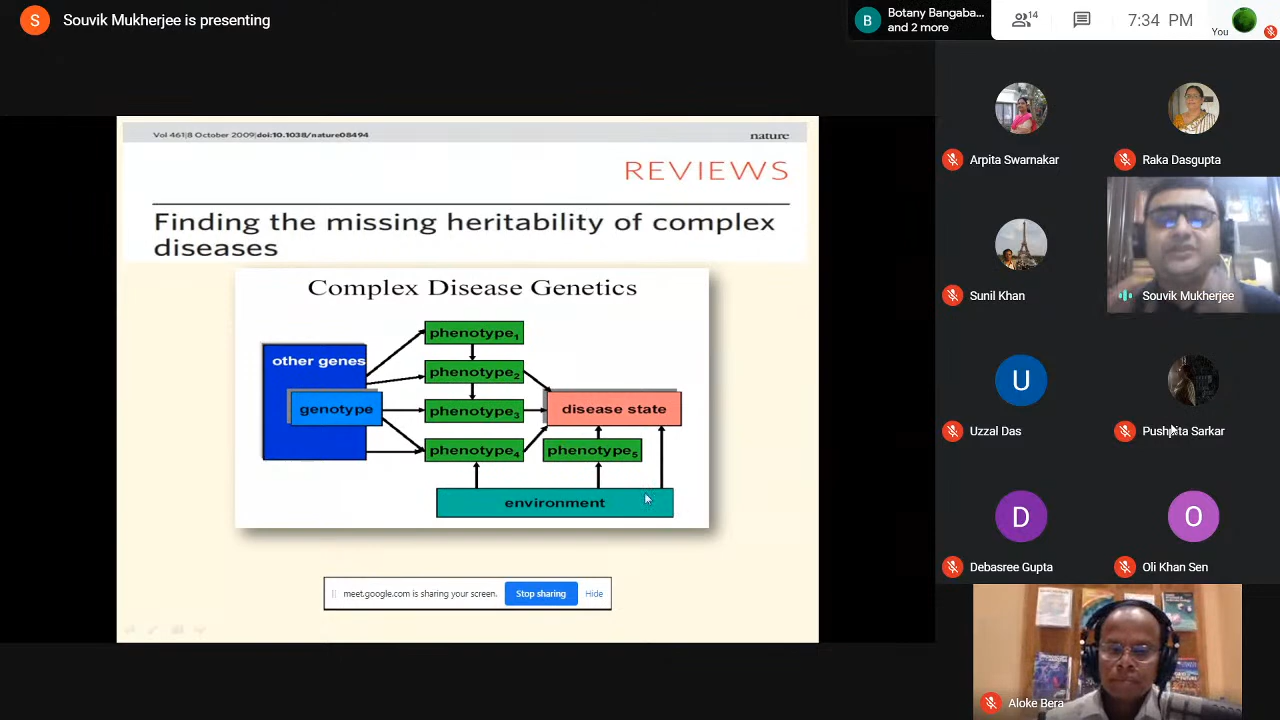 S
Souvik Mukherjee is presenting
B
Botany Bangaba...
and 2 more
14
7:34 PM
You
Vol 461|8 October 2009|doi:10.1038/nature08494
nature
REVIEWS
Finding the missing heritability of complex
diseases
Complex Disease Genetics
other genes
genotype
phenotype1
phenotype2
phenotype3
phenotype4
phenotype5
disease state
environment
meet.google.com is sharing your screen.
Stop sharing
Hide
Arpita Swarnakar
Raka Dasgupta
Sunil Khan
Souvik Mukherjee
U
Uzzal Das
Pushpita Sarkar
D
Debasree Gupta
O
Oli Khan Sen
Aloke Bera